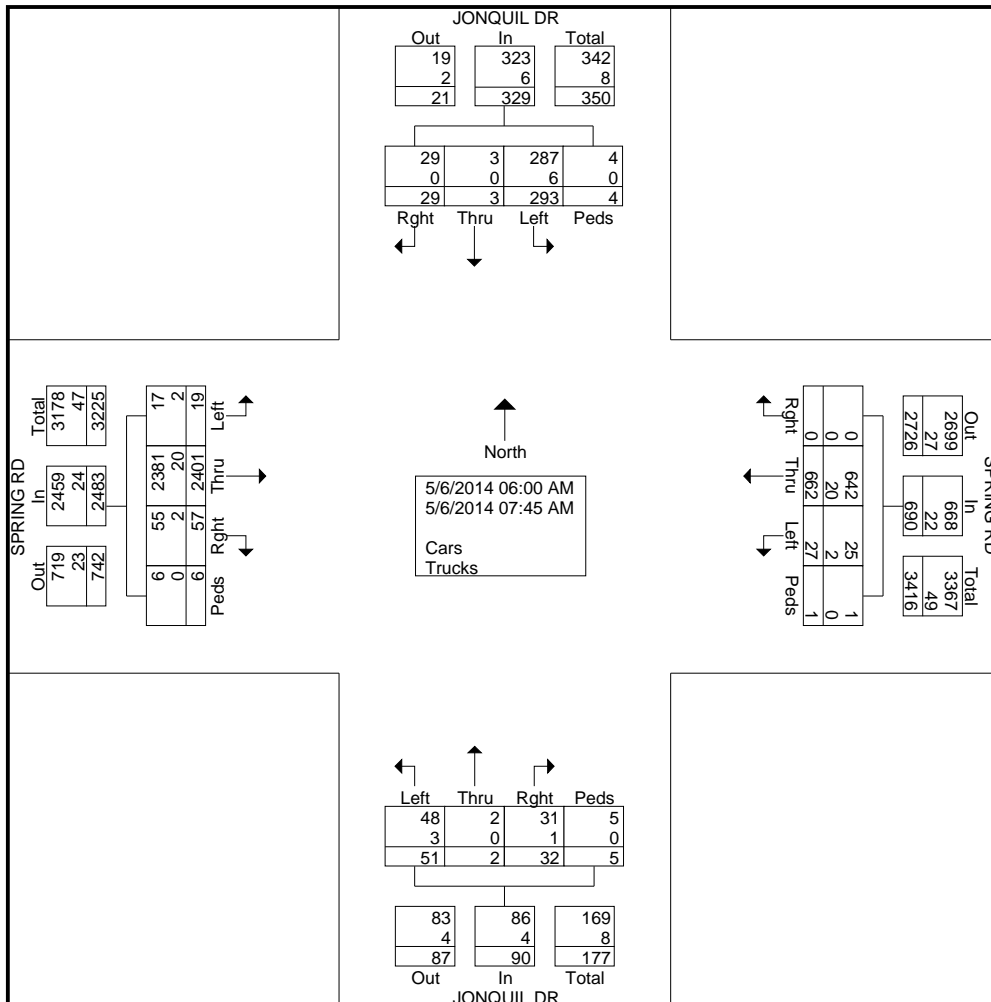 JONQUIL DR
Out In Total
19 323 342
2 6 8
21 329 350
29 3 287 4
0 0 6 0
29 3 293 4
Rght Thru Left Peds
SPRING RD
Total In Out
3178 2459 719
47 24 23
3225 2483 742
17 2381 55 6
2 20 2 0
19 2401 57 6
Left Thru Rght Peds
North
5/6/2014 06:00 AM
5/6/2014 07:45 AM
Cars
Trucks
SPRING RD
Out In Total
2699 668 3367
27 22 49
2726 690 3416
0 642 25 1
0 20 2 0
0 662 27 1
Rght Thru Left Peds
Left Thru Rght Peds
48 2 31 5
3 0 1 0
51 2 32 5
83 86 169
4 4 8
87 90 177
Out In Total
JONQUIL DR